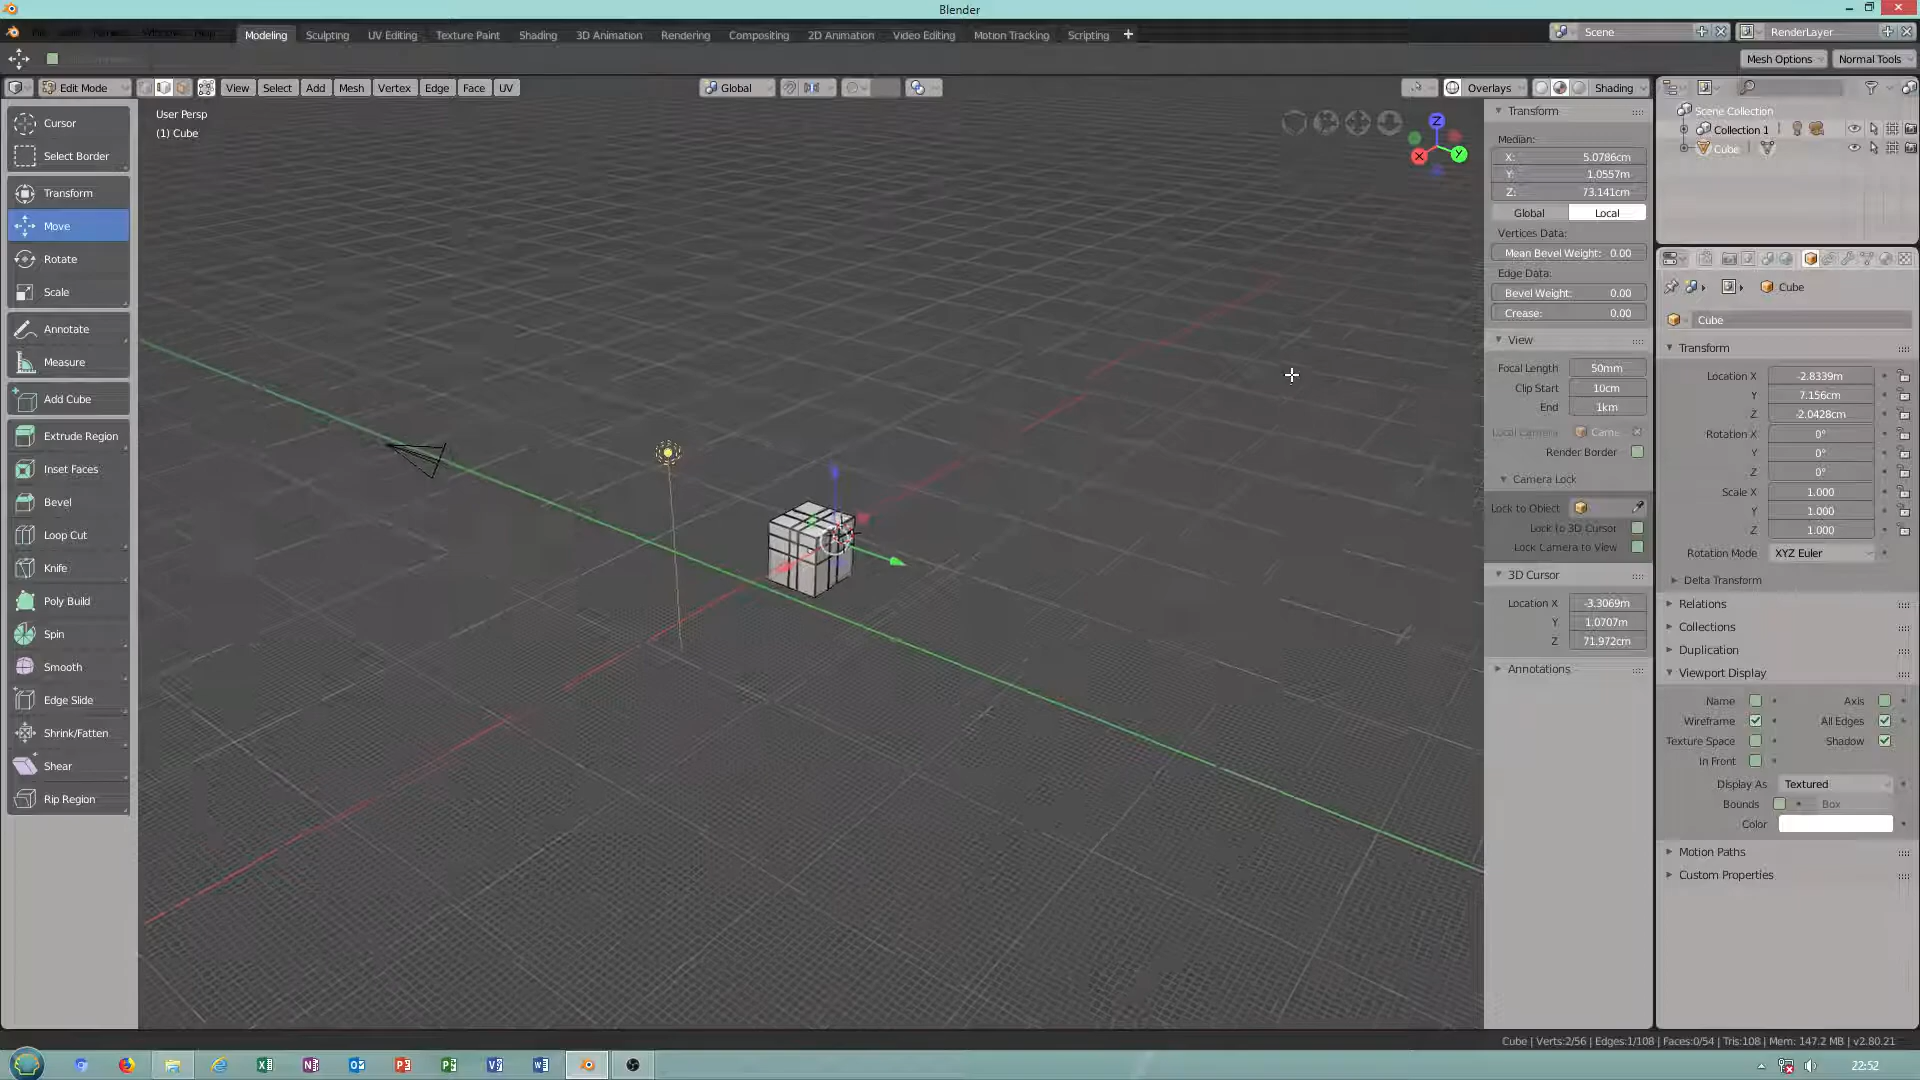 Blender
Modeling Sculpting UV Editing Texture Paint Shading 3D Animation Rendering Compositing 2D Animation Video Editing Motion Tracking Scripting + Scene RenderLayer
Mesh Options Normal Tools
Edit Mode View Select Add Mesh Vertex Edge Face UV Global Overlays Shading
User Persp
(1) Cube
Cursor
Select Border
Transform
Move
Rotate
Scale
Annotate
Measure
Add Cube
Extrude Region
Inset Faces
Bevel
Loop Cut
Knife
Poly Build
Spin
Smooth
Edge Slide
Shrink/Fatten
Shear
Rip Region
Z
X
Y
Transform
Median:
X: 5.0786cm
Y: 1.0557m
Z: 73.141cm
Global Local
Vertices Data:
Mean Bevel Weight: 0.00
Edge Data:
Bevel Weight: 0.00
Crease: 0.00
View
Focal Length 50mm
Clip Start 10cm
End 1km
Local Camera Came
Render Border
Camera Lock
Lock to Object
Lock to 3D Cursor
Lock Camera to View
3D Cursor
Location X -3.3069m
Y 1.0707m
Z 71.972cm
Annotations
Scene Collection
Collection 1
Cube
Cube
Cube
Transform
Location X -2.8339m
Y 7.156cm
Z -2.0428cm
Rotation X 0°
Y 0°
Z 0°
Scale X 1.000
Y 1.000
Z 1.000
Rotation Mode XYZ Euler
Delta Transform
Relations
Collections
Duplication
Viewport Display
Name Axis
Wireframe All Edges
Texture Space Shadow
In Front
Display As Textured
Bounds Box
Color
Motion Paths
Custom Properties
Cube | Verts:2/56 | Edges:1/108 | Faces:0/54 | Tris:108 | Mem: 147.2 MB | v2.80.21
22:52